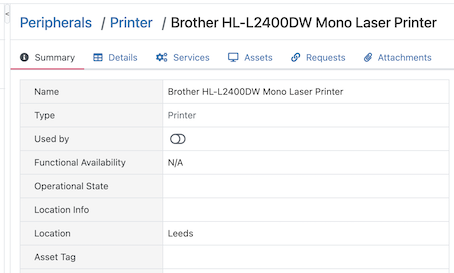 <
Peripherals / Printer / Brother HL-L2400DW Mono Laser Printer
Summary Details Services Assets Requests Attachments
Name Brother HL-L2400DW Mono Laser Printer
Type Printer
Used by
Functional Availability N/A
Operational State
Location Info
Location Leeds
Asset Tag